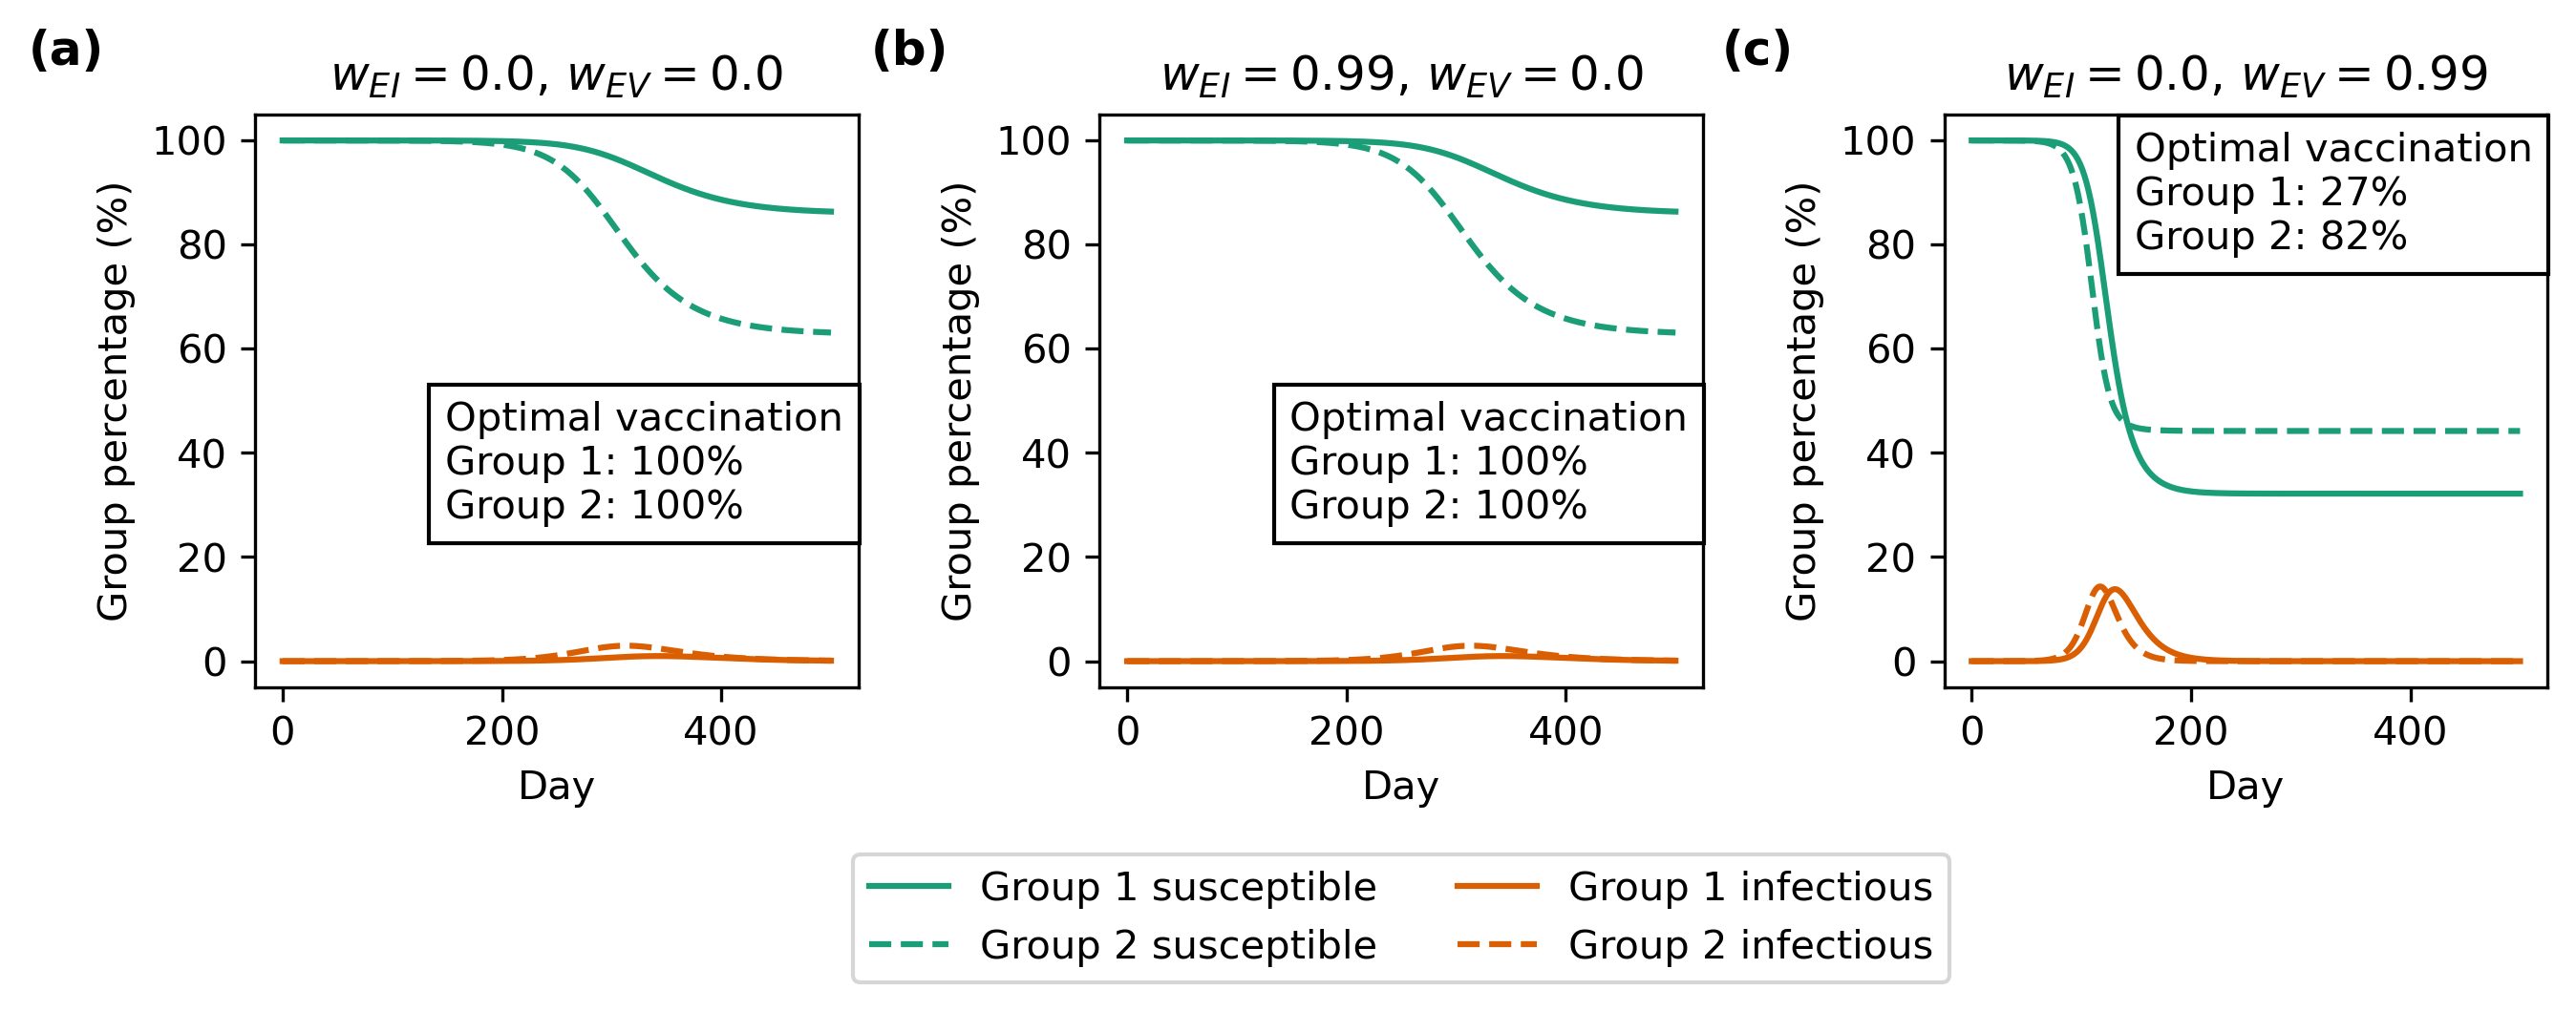 (a)
w_EI = 0.0, w_EV = 0.0
100
80
60
40
20
0
Group percentage (%)
Optimal vaccination
Group 1: 100%
Group 2: 100%
0 200 400
Day
(b)
w_EI = 0.99, w_EV = 0.0
100
80
60
40
20
0
Group percentage (%)
Optimal vaccination
Group 1: 100%
Group 2: 100%
0 200 400
Day
(c)
w_EI = 0.0, w_EV = 0.99
100
80
60
40
20
0
Group percentage (%)
Optimal vaccination
Group 1: 27%
Group 2: 82%
0 200 400
Day
Group 1 susceptible
Group 2 susceptible
Group 1 infectious
Group 2 infectious